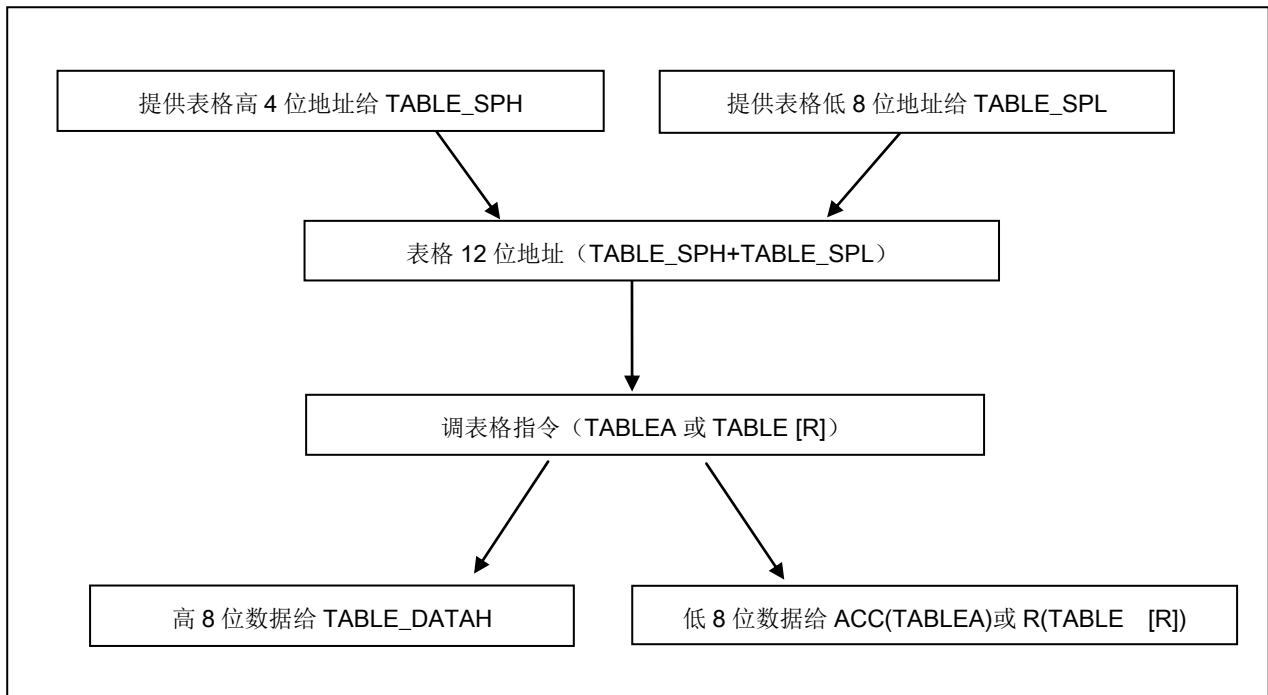 提供表格高 4 位地址给 TABLE_SPH
提供表格低 8 位地址给 TABLE_SPL
表格 12 位地址（TABLE_SPH+TABLE_SPL）
调表格指令（TABLEA 或 TABLE [R]）
高 8 位数据给 TABLE_DATAH
低 8 位数据给 ACC(TABLEA)或 R(TABLE [R])